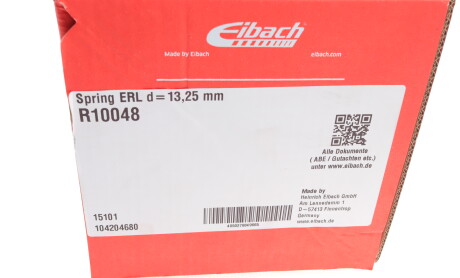 Eibach
Made by Eibach
eibach.com
Spring ERL d=13,25 mm
R10048
Alle Dokumente
( ABE / Gutachten etc.)
unter www.eibach.de
Made by
Heinrich Eibach GmbH
Am Lennedamm 1
D-57413 Finnentrop
Germany
www.eibach.de
15101
104204680